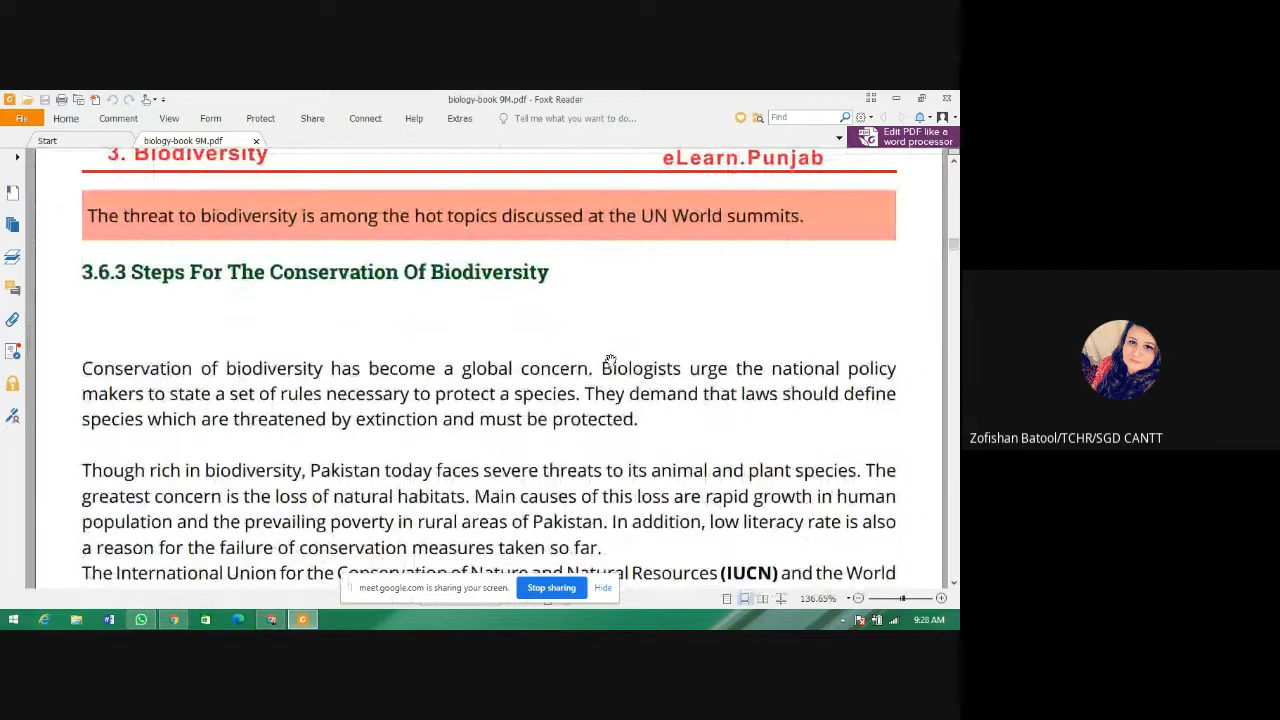 biology-book 9M.pdf - Foxit Reader
File Home Comment View Form Protect Share Connect Help Extras Tell me what you want to do... Find
Start biology-book 9M.pdf
Edit PDF like a
word processor
3. Biodiversity eLearn.Punjab
The threat to biodiversity is among the hot topics discussed at the UN World summits.
3.6.3 Steps For The Conservation Of Biodiversity
Conservation of biodiversity has become a global concern. Biologists urge the national policy
makers to state a set of rules necessary to protect a species. They demand that laws should define
species which are threatened by extinction and must be protected.
Though rich in biodiversity, Pakistan today faces severe threats to its animal and plant species. The
greatest concern is the loss of natural habitats. Main causes of this loss are rapid growth in human
population and the prevailing poverty in rural areas of Pakistan. In addition, low literacy rate is also
a reason for the failure of conservation measures taken so far.
The International Union for the Conservation of Nature and Natural Resources (IUCN) and the World
meet.google.com is sharing your screen. Stop sharing Hide
136.65%
9:28 AM
Zofishan Batool/TCHR/SGD CANTT